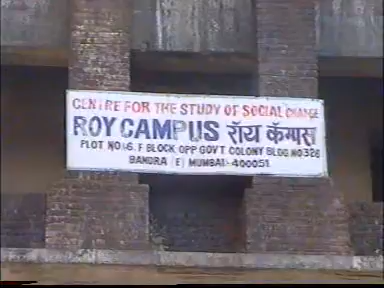 CENTRE FOR THE STUDY OF SOCIAL CHANGE
ROY CAMPUS रॉय कॅम्पस
PLOT NO 6, F BLOCK OPP GOVT COLONY BLDG NO 326
BANDRA (E) MUMBAI-400051